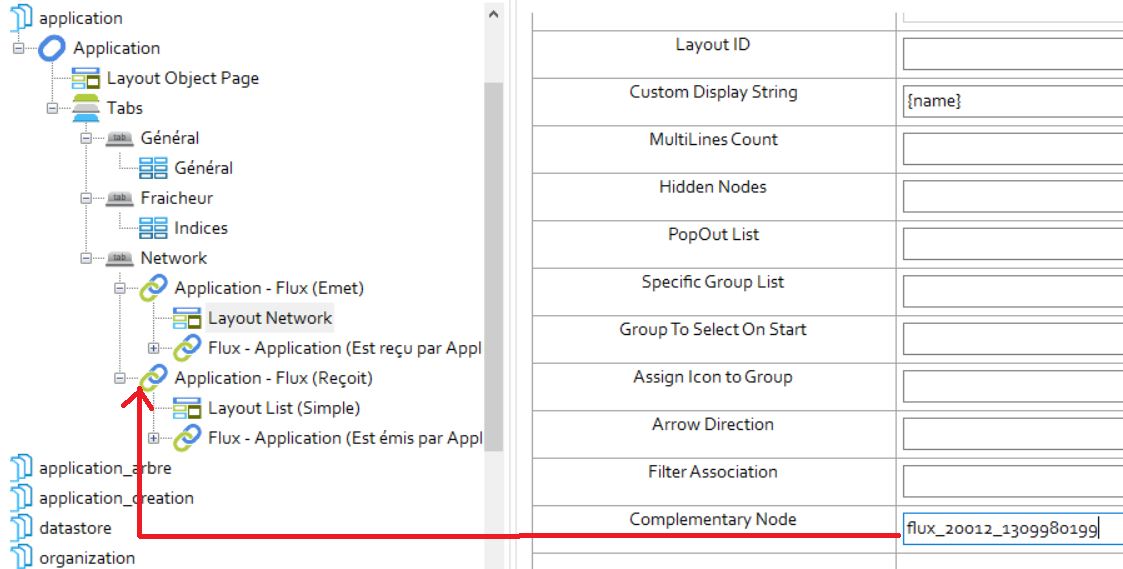 application
Application
Layout Object Page
Tabs
tab Général
Général
tab Fraicheur
Indices
tab Network
Application - Flux (Emet)
Layout Network
Flux - Application (Est reçu par Appl
Application - Flux (Reçoit)
Layout List (Simple)
Flux - Application (Est émis par Appl
application_arbre
application_creation
datastore
organization
Layout ID
Custom Display String {name}
MultiLines Count
Hidden Nodes
PopOut List
Specific Group List
Group To Select On Start
Assign Icon to Group
Arrow Direction
Filter Association
Complementary Node flux_20012_1309980199